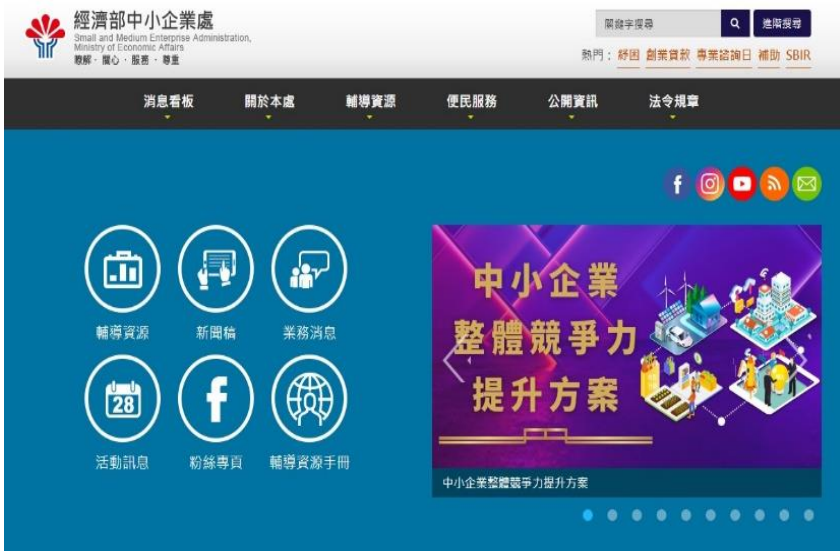 經濟部中小企業處
Small and Medium Enterprise Administration,
Ministry of Economic Affairs
瞭解‧關心‧服務‧尊重
關鍵字搜尋
進階搜尋
熱門：紓困 創業貸款 專業諮詢日 補助 SBIR
消息看板 關於本處 輔導資源 便民服務 公開資訊 法令規章
輔導資源 新聞稿 業務消息
28
活動訊息 粉絲專頁 輔導資源手冊
中小企業
整體競爭力
提升方案
中小企業整體競爭力提升方案